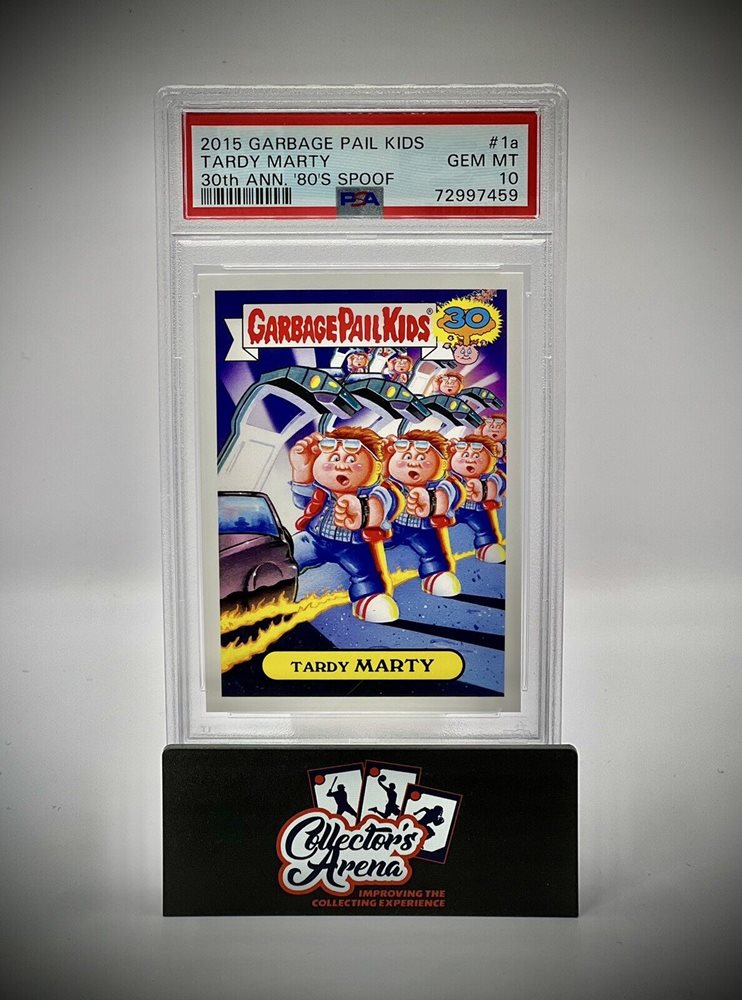 2015 GARBAGE PAIL KIDS #1a
TARDY MARTY GEM MT
30th ANN. '80'S SPOOF 10
PSA 72997459
GARBAGE PAIL KIDS®
30
TARDY MARTY
Collector's
Arena
IMPROVING THE
COLLECTING EXPERIENCE